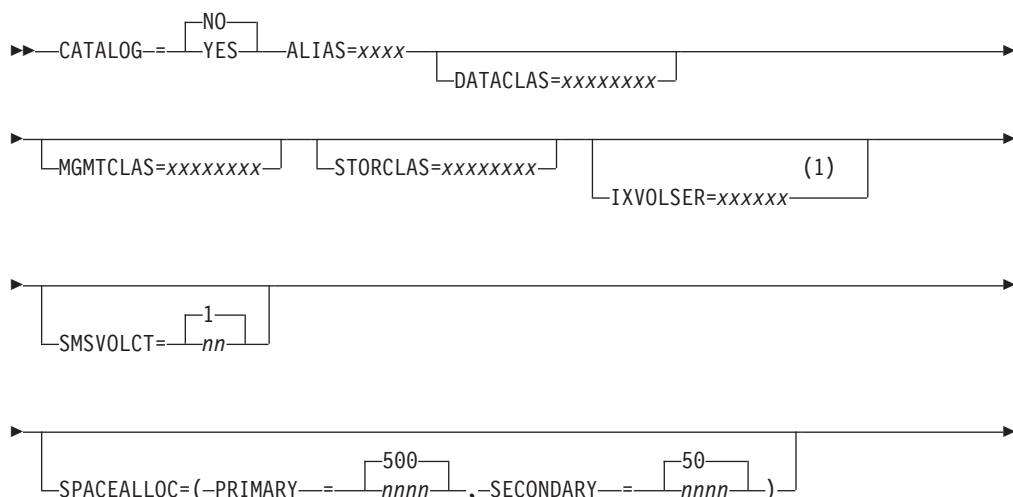 NO
CATALOG = YES ALIAS=xxxx
DATACLAS=xxxxxxxx
MGMTCLAS=xxxxxxxx STORCLAS=xxxxxxxx (1)
IXVOLSER=xxxxxx
1
SMSVOLCT= nn
500 50
SPACEALLOC=( PRIMARY = nnnn , SECONDARY = nnnn )